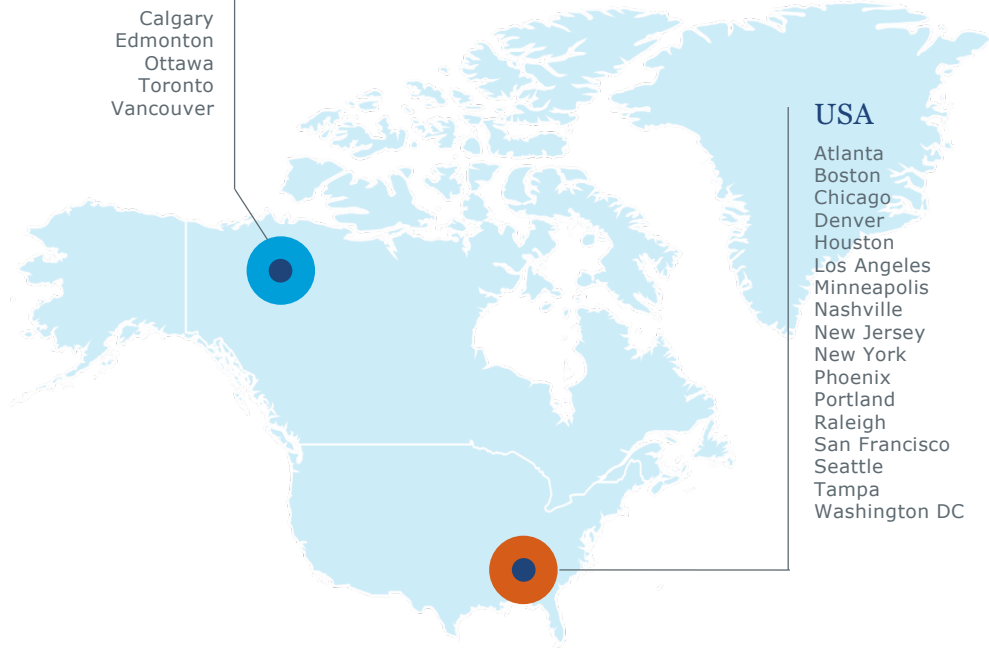 Calgary
Edmonton
Ottawa
Toronto
Vancouver
USA
Atlanta
Boston
Chicago
Denver
Houston
Los Angeles
Minneapolis
Nashville
New Jersey
New York
Phoenix
Portland
Raleigh
San Francisco
Seattle
Tampa
Washington DC